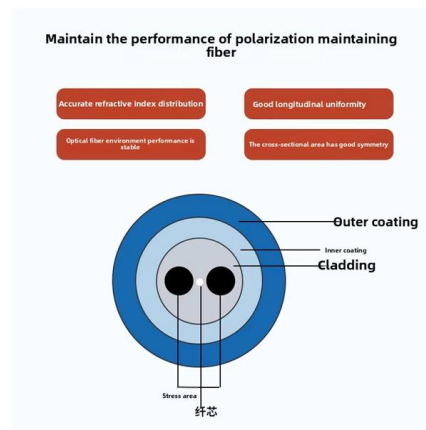 Maintain the performance of polarization maintaining
fiber
Accurate refractive index distribution
Good longitudinal uniformity
Optical fiber environment performance is
stable
The cross-sectional area has good symmetry
Outer coating
Inner coating
Cladding
Stress area
纤芯